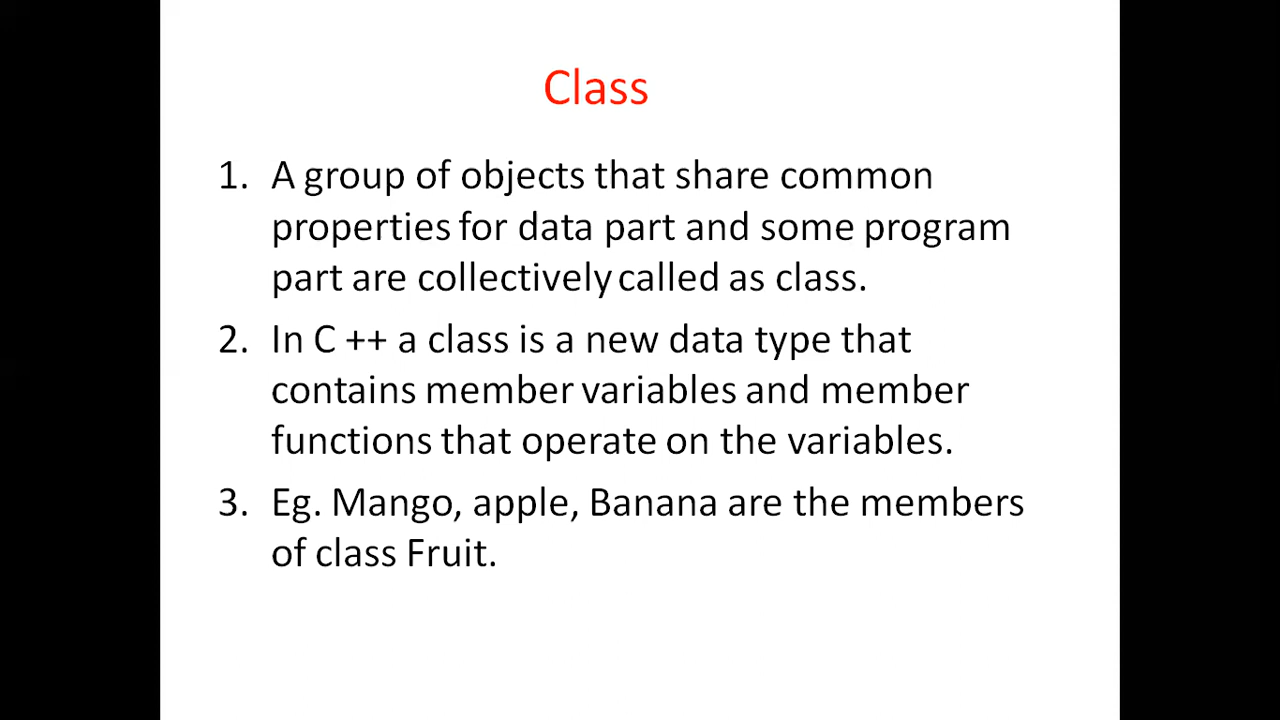 Class
1. A group of objects that share common
properties for data part and some program
part are collectively called as class.
2. In C ++ a class is a new data type that
contains member variables and member
functions that operate on the variables.
3. Eg. Mango, apple, Banana are the members
of class Fruit.